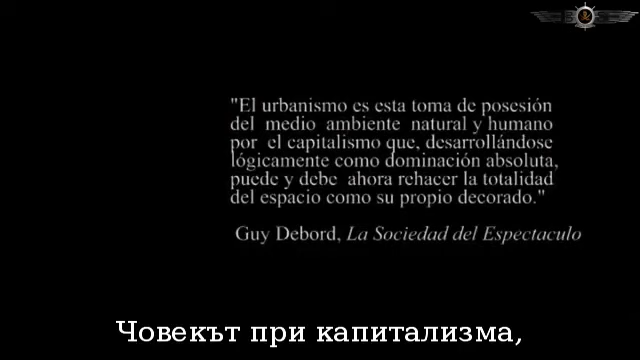 "El urbanismo es esta toma de posesión
del medio ambiente natural y humano
por el capitalismo que, desarrollándose
lógicamente como dominación absoluta,
puede y debe ahora rehacer la totalidad
del espacio como su propio decorado."
Guy Debord, La Sociedad del Espectaculo
Човекът при капитализма,